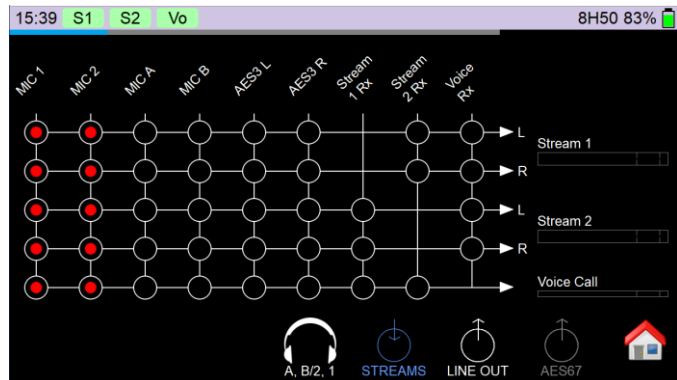 15:39 S1 S2 Vo 8H50 83%
MIC 1 MIC 2 MIC A MIC B AES3 L AES3 R Stream 1 Rx Stream 2 Rx Voice Rx
L
Stream 1
R
L
Stream 2
R
Voice Call
A, B/2, 1 STREAMS LINE OUT AES67